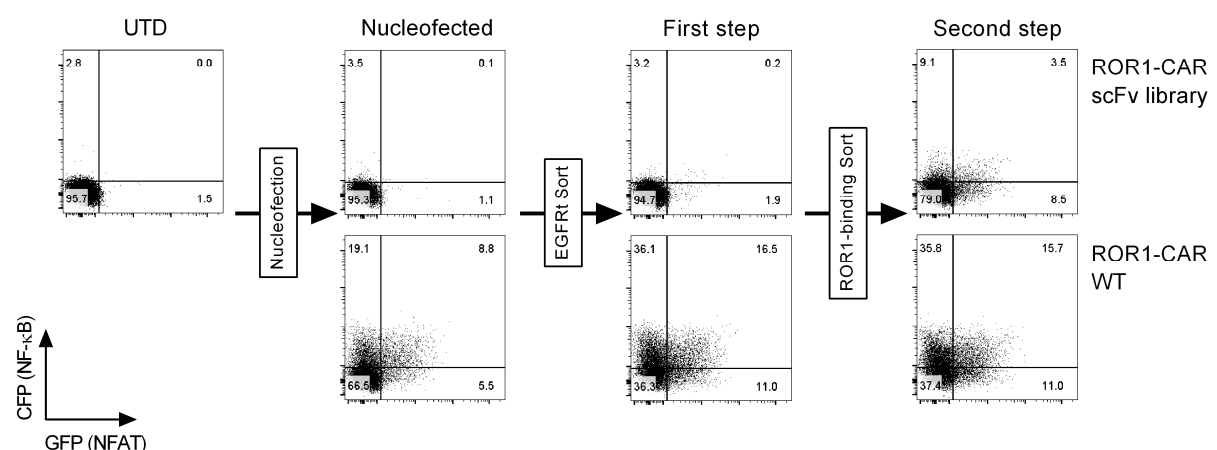 UTD
Nucleofected
First step
Second step
2.8
0.0
95.7
1.5
3.5
0.1
95.3
1.1
3.2
0.2
94.7
1.9
9.1
3.5
79.0
8.5
ROR1-CAR
scFv library
Nucleofection
EGFRt Sort
ROR1-binding Sort
19.1
8.8
66.5
5.5
36.1
16.5
36.3
11.0
35.8
15.7
37.4
11.0
ROR1-CAR
WT
CFP (NF-κB)
GFP (NFAT)